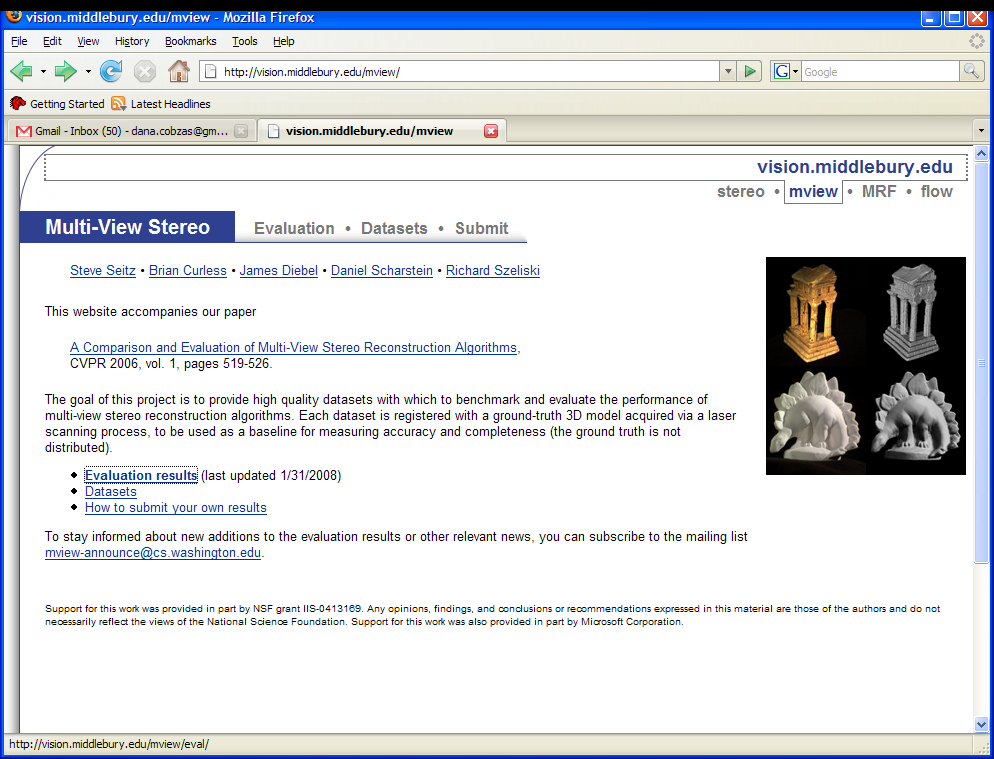 vision.middlebury.edu/mview - Mozilla Firefox
File Edit View History Bookmarks Tools Help
http://vision.middlebury.edu/mview/
G Google
Getting Started Latest Headlines
Gmail - Inbox (50) - dana.cobzas@gm... vision.middlebury.edu/mview
vision.middlebury.edu
stereo • mview • MRF • flow
Multi-View Stereo Evaluation • Datasets • Submit
Steve Seitz • Brian Curless • James Diebel • Daniel Scharstein • Richard Szeliski
This website accompanies our paper
A Comparison and Evaluation of Multi-View Stereo Reconstruction Algorithms,
CVPR 2006, vol. 1, pages 519-526.
The goal of this project is to provide high quality datasets with which to benchmark and evaluate the performance of
multi-view stereo reconstruction algorithms. Each dataset is registered with a ground-truth 3D model acquired via a laser
scanning process, to be used as a baseline for measuring accuracy and completeness (the ground truth is not
distributed).
• Evaluation results (last updated 1/31/2008)
• Datasets
• How to submit your own results
To stay informed about new additions to the evaluation results or other relevant news, you can subscribe to the mailing list
mview-announce@cs.washington.edu.
Support for this work was provided in part by NSF grant IIS-0413169. Any opinions, findings, and conclusions or recommendations expressed in this material are those of the authors and do not
necessarily reflect the views of the National Science Foundation. Support for this work was also provided in part by Microsoft Corporation.
http://vision.middlebury.edu/mview/eval/